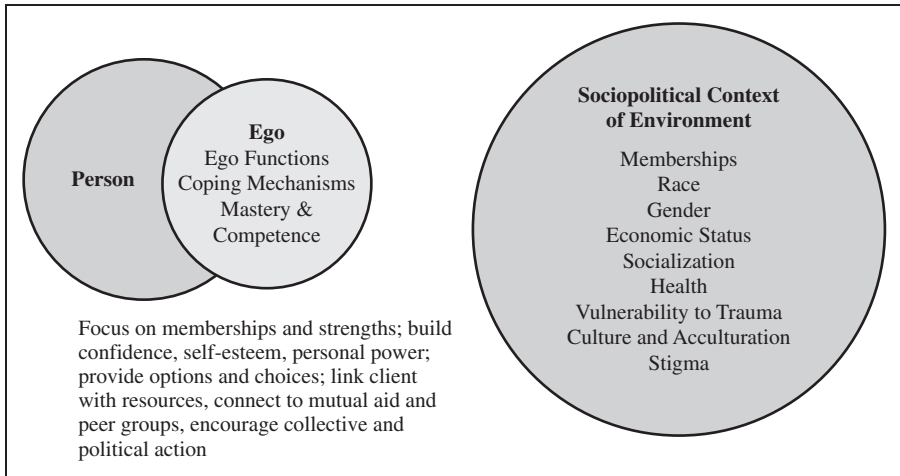 Person
Ego
Ego Functions
Coping Mechanisms
Mastery &
Competence
Focus on memberships and strengths; build
confidence, self-esteem, personal power;
provide options and choices; link client
with resources, connect to mutual aid and
peer groups, encourage collective and
political action
Sociopolitical Context
of Environment
Memberships
Race
Gender
Economic Status
Socialization
Health
Vulnerability to Trauma
Culture and Acculturation
Stigma